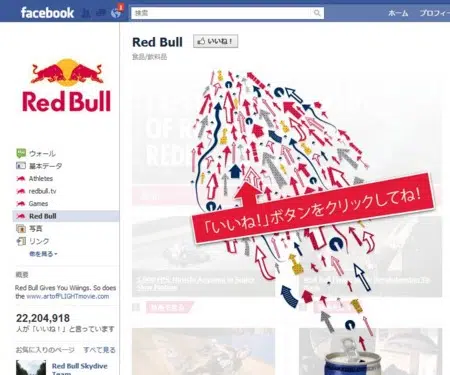 facebook
1
検索
ホーム
プロフィー
Red Bull
いいね！
食品/飲料品
Red Bull
OF R
REDB
ウォール
基本データ
Athletes
redbull.tv
Games
Red Bull
写真
リンク
他を見る
「いいね！」ボタンをクリックしてね！
概要
Red Bull Gives You Wiings. So does
the www.artofFLIGHTmovie.com
22,204,918
人が「いいね！」と言っています
お気に入りのページ
すべて見る
Red Bull Skydive
Team